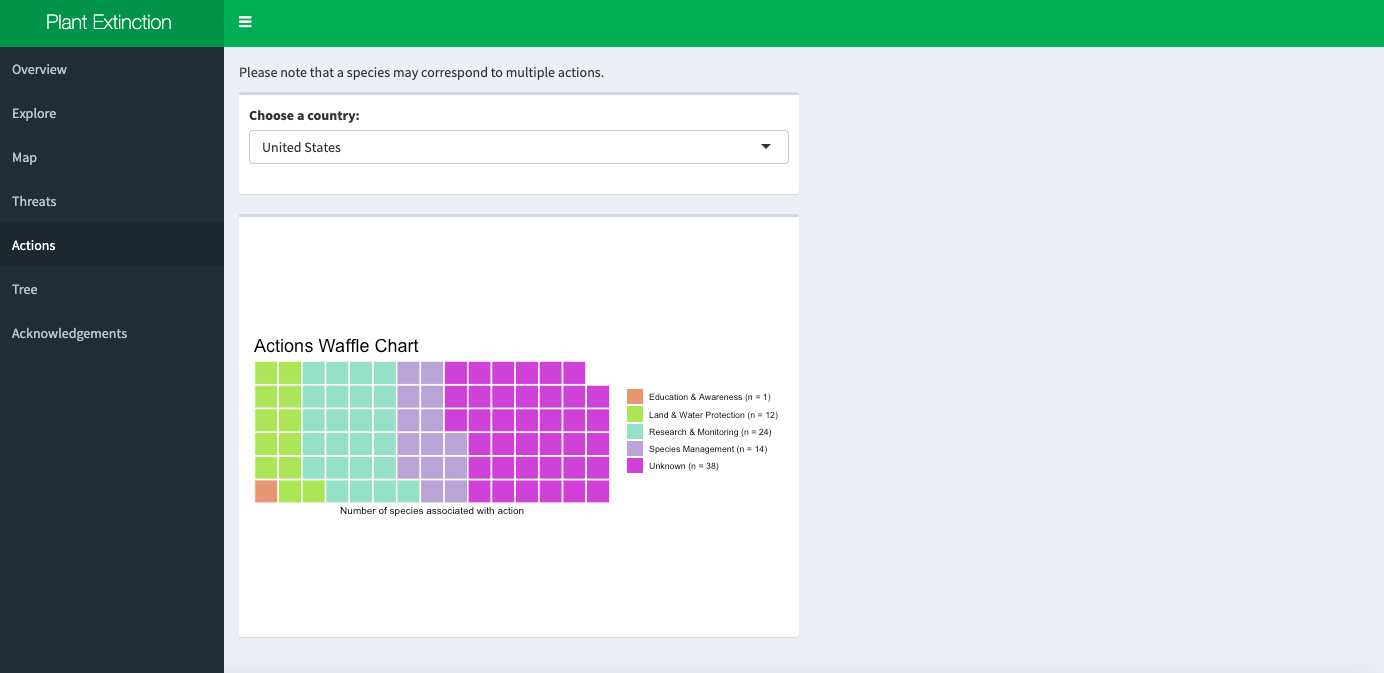 Plant Extinction
Overview
Explore
Map
Threats
Actions
Tree
Acknowledgements
Please note that a species may correspond to multiple actions.
Choose a country:
United States
Actions Waffle Chart
Education & Awareness (n = 1)
Land & Water Protection (n = 12)
Research & Monitoring (n = 24)
Species Management (n = 14)
Unknown (n = 38)
Number of species associated with action